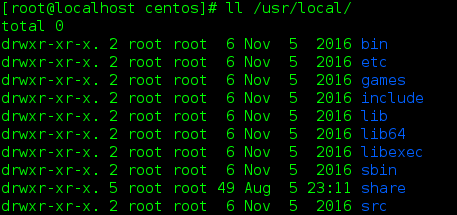 [root@localhost centos]# ll /usr/local/
total 0
drwxr-xr-x. 2 root root  6 Nov  5  2016 bin
drwxr-xr-x. 2 root root  6 Nov  5  2016 etc
drwxr-xr-x. 2 root root  6 Nov  5  2016 games
drwxr-xr-x. 2 root root  6 Nov  5  2016 include
drwxr-xr-x. 2 root root  6 Nov  5  2016 lib
drwxr-xr-x. 2 root root  6 Nov  5  2016 lib64
drwxr-xr-x. 2 root root  6 Nov  5  2016 libexec
drwxr-xr-x. 2 root root  6 Nov  5  2016 sbin
drwxr-xr-x. 5 root root 49 Aug  5 23:11 share
drwxr-xr-x. 2 root root  6 Nov  5  2016 src